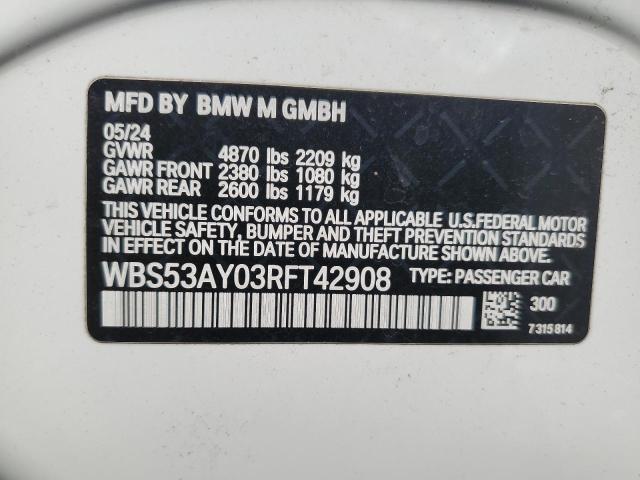 MFD BY BMW M GMBH
05/24
GVWR 4870 lbs 2209 kg
GAWR FRONT 2380 lbs 1080 kg
GAWR REAR 2600 lbs 1179 kg
THIS VEHICLE CONFORMS TO ALL APPLICABLE U.S.FEDERAL MOTOR
VEHICLE SAFETY, BUMPER AND THEFT PREVENTION STANDARDS
IN EFFECT ON THE DATE OF MANUFACTURE SHOWN ABOVE.
WBS53AY03RFT42908 TYPE: PASSENGER CAR
300
7315814